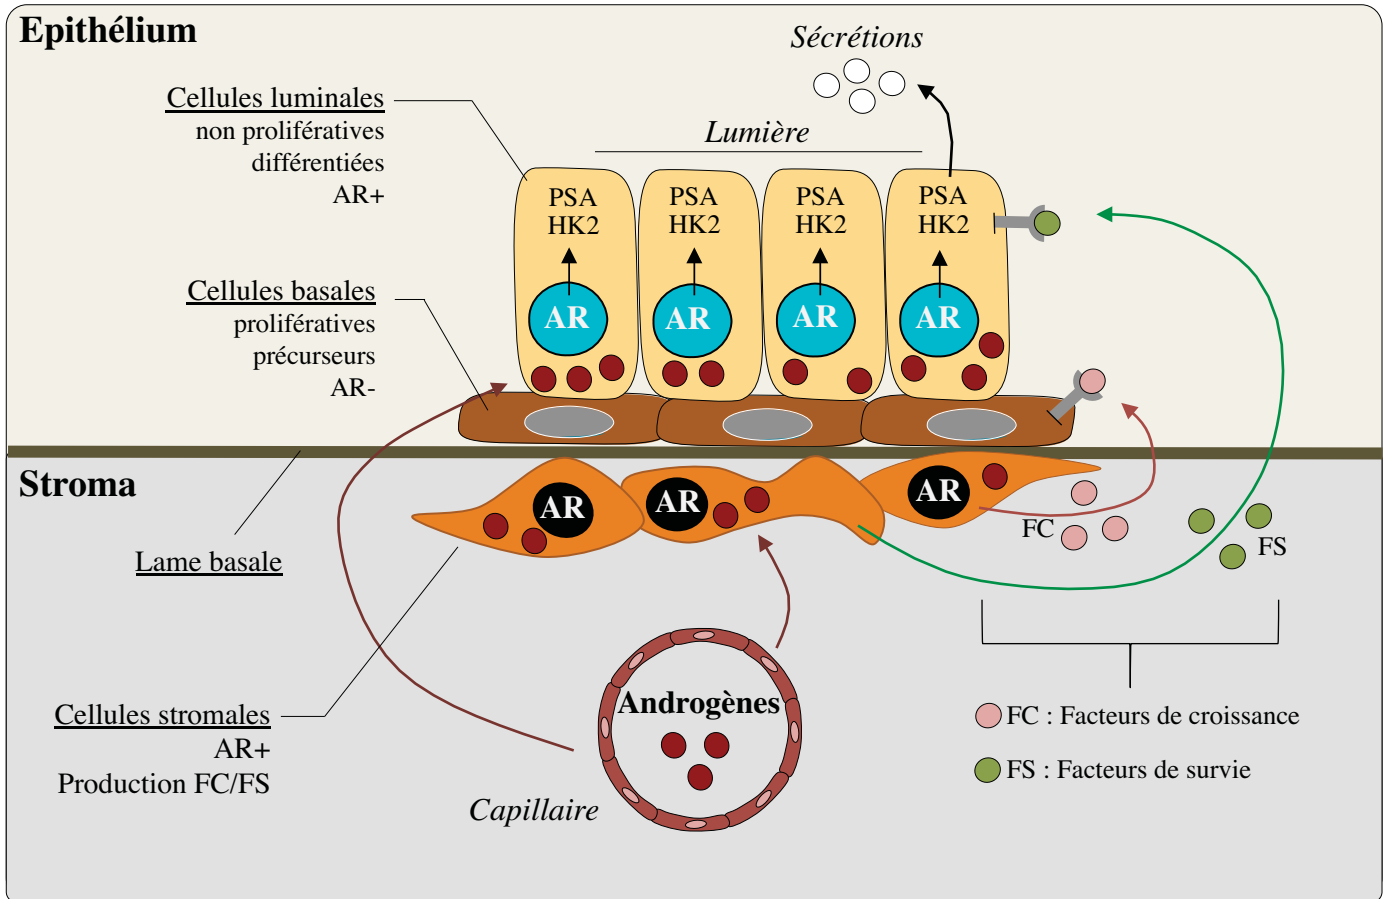 Epithélium
Sécrétions
Cellules luminales
non prolifératives
différentiées
AR+
Lumière
PSA
HK2
PSA
HK2
PSA
HK2
PSA
HK2
Cellules basales
prolifératives
précurseurs
AR-
AR
AR
AR
AR
Stroma
AR
AR
AR
FC
FS
Lame basale
Cellules stromales
AR+
Production FC/FS
Androgènes
Capillaire
FC : Facteurs de croissance
FS : Facteurs de survie